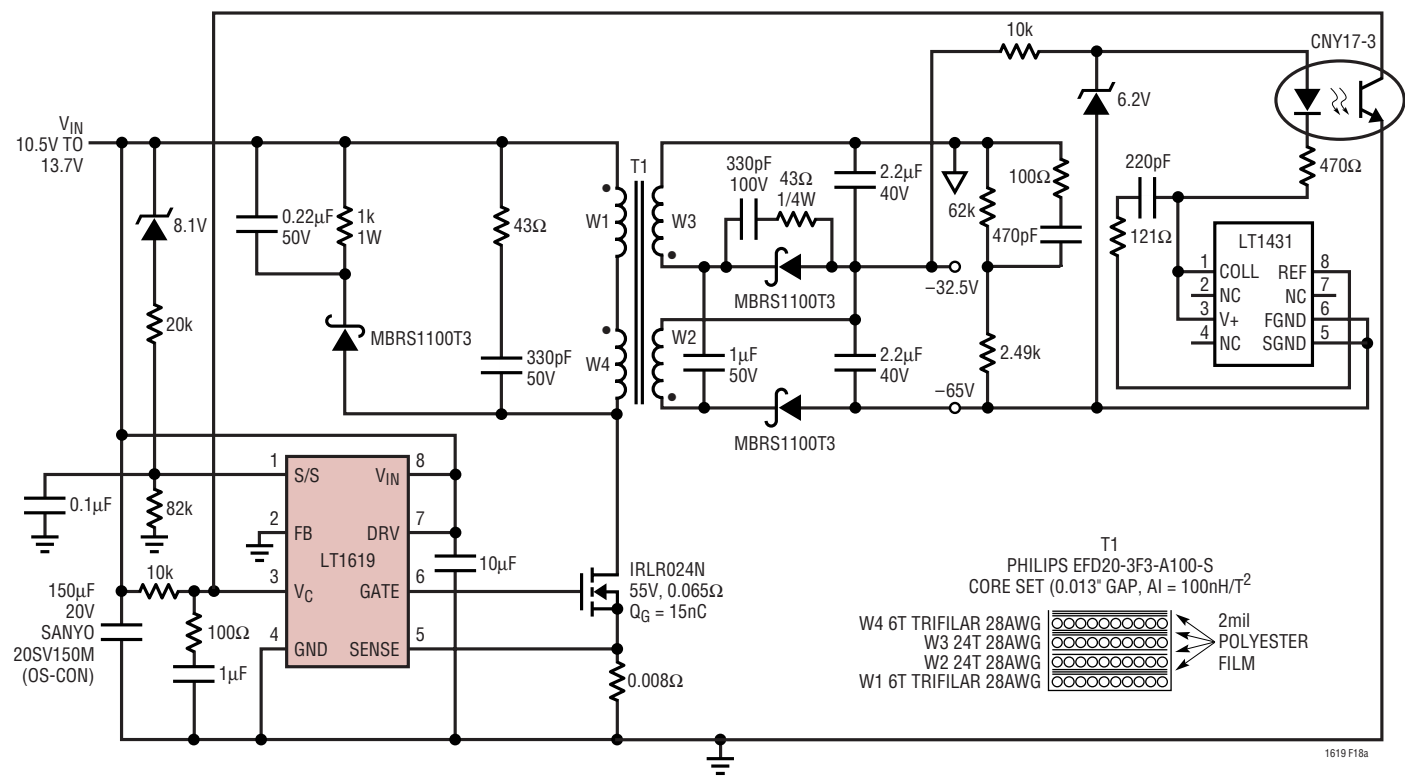 V_IN
10.5V TO
13.7V
8.1V
20k
0.22µF
50V
1k
1W
MBRS1100T3
43Ω
330pF
50V
T1
W1
W4
W3
W2
330pF
100V
43Ω
1/4W
MBRS1100T3
1µF
50V
MBRS1100T3
2.2µF
40V
2.2µF
40V
–32.5V
–65V
62k
2.49k
100Ω
470pF
10k
6.2V
CNY17-3
470Ω
220pF
121Ω
LT1431
1 COLL
2 NC
3 V+
4 NC
REF 8
NC 7
FGND 6
SGND 5
0.1µF
82k
1 S/S
2 FB
3 V_C
4 GND
LT1619
V_IN 8
DRV 7
GATE 6
SENSE 5
10µF
10k
100Ω
1µF
150µF
20V
SANYO
20SV150M
(OS-CON)
IRLR024N
55V, 0.065Ω
Q_G = 15nC
0.008Ω
T1
PHILIPS EFD20-3F3-A100-S
CORE SET (0.013" GAP, Al = 100nH/T²
W4 6T TRIFILAR 28AWG
W3 24T 28AWG
W2 24T 28AWG
W1 6T TRIFILAR 28AWG
2mil
POLYESTER
FILM
1619 F18a